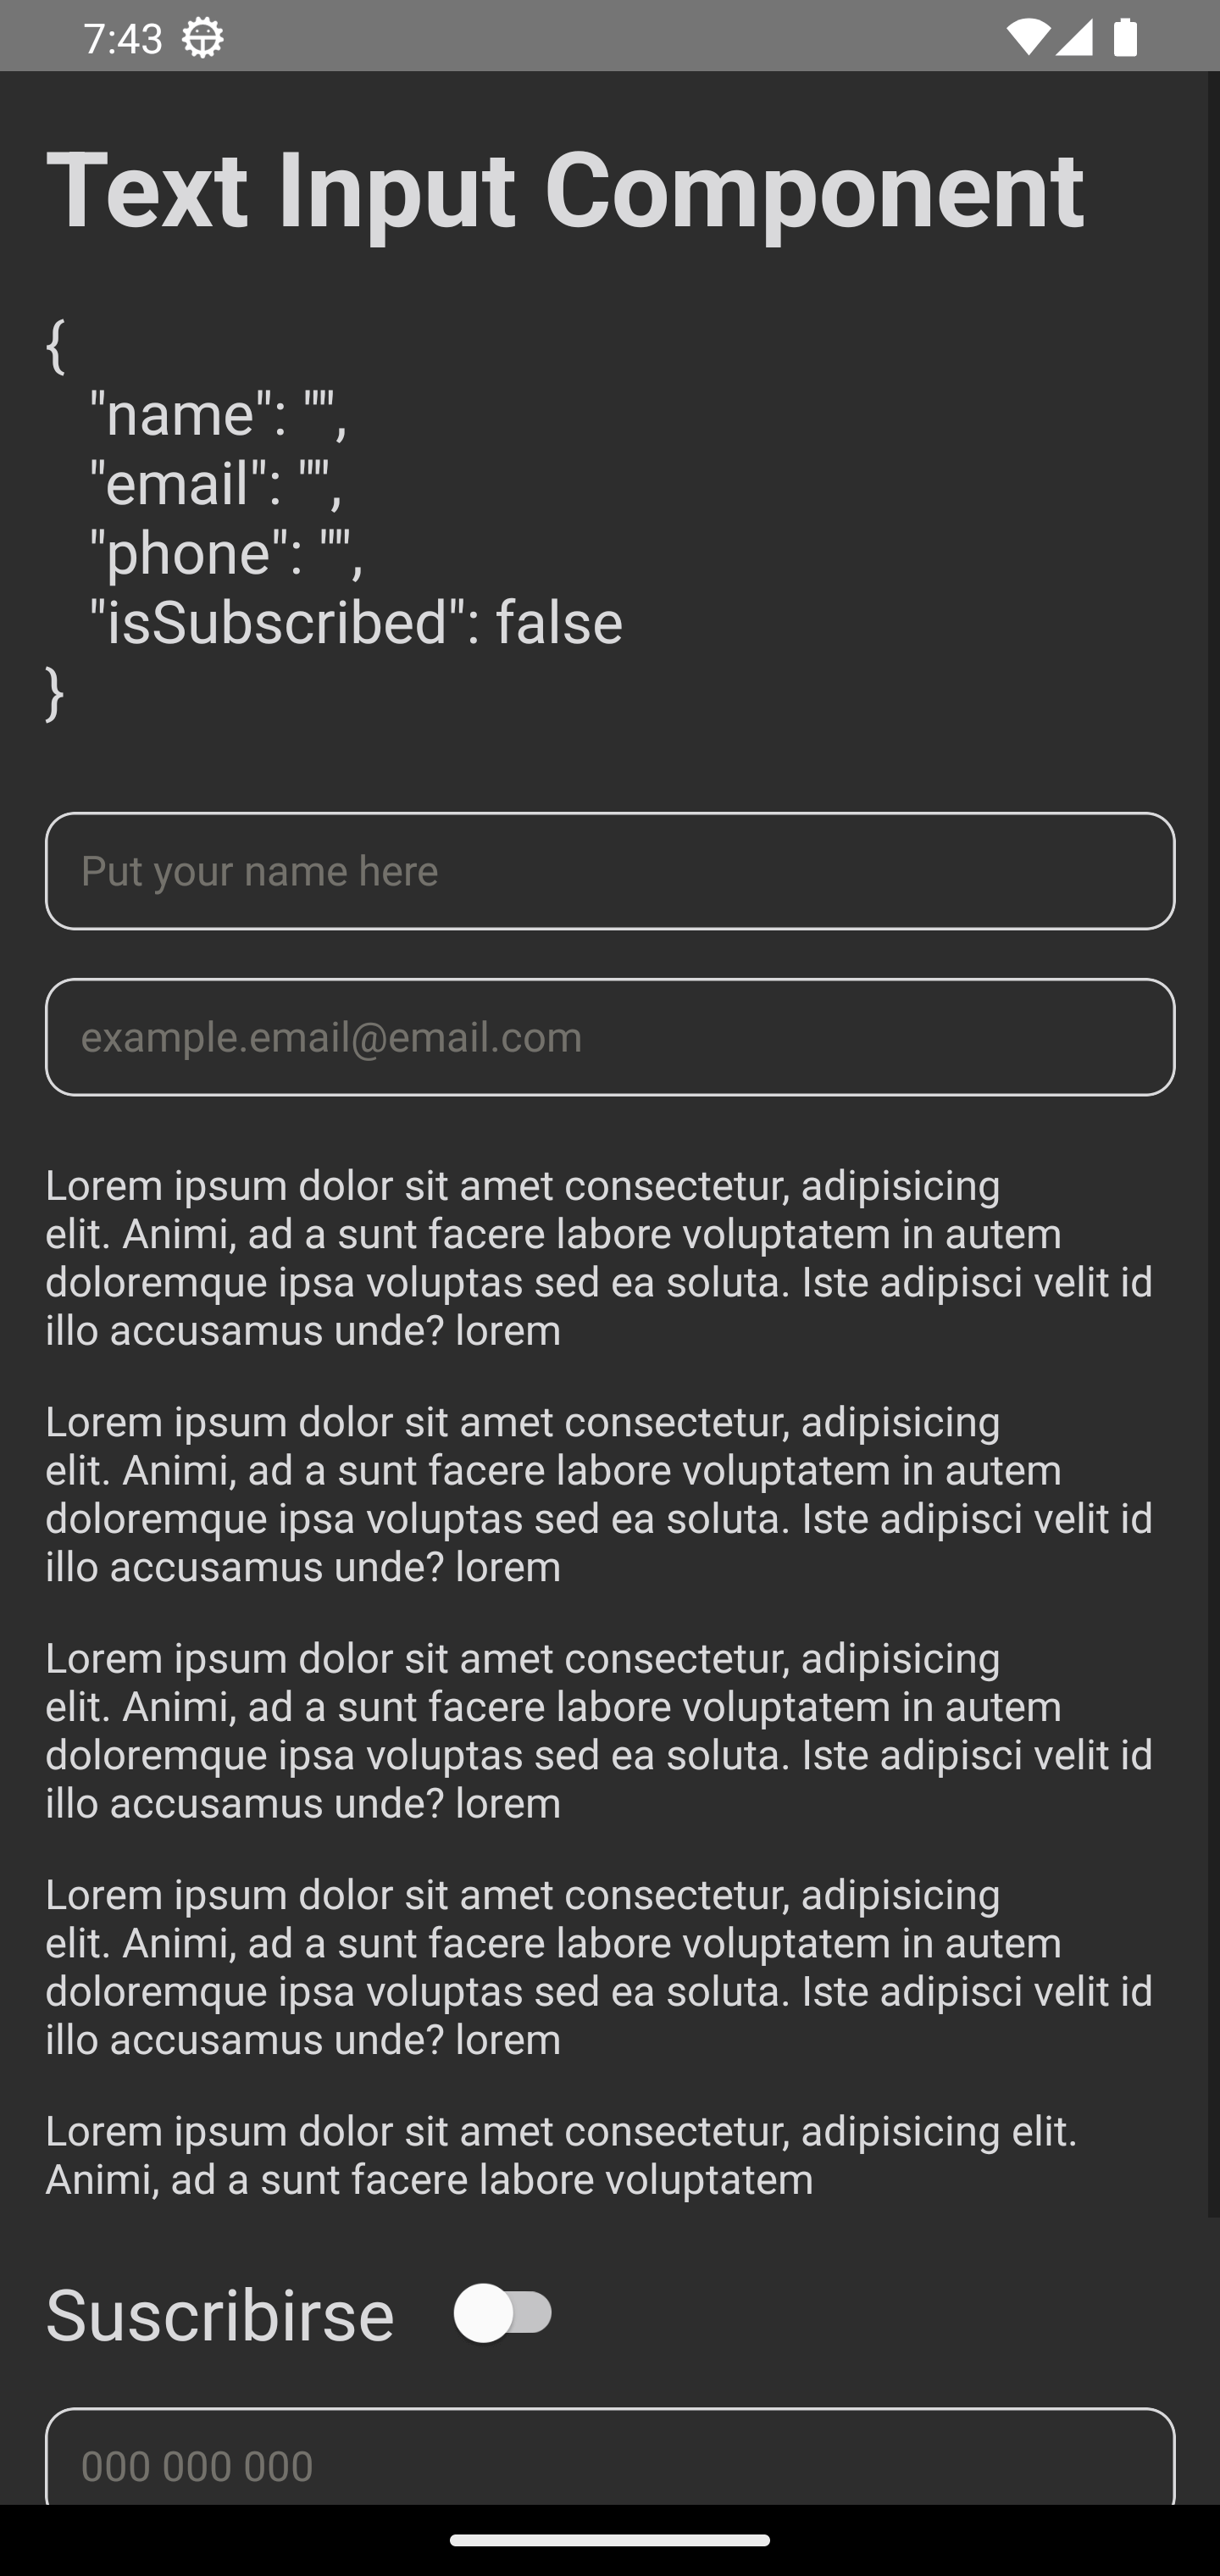 7:43
Text Input Component
{
"name": "",
"email": "",
"phone": "",
"isSubscribed": false
}
Put your name here
example.email@email.com
Lorem ipsum dolor sit amet consectetur, adipisicing
elit. Animi, ad a sunt facere labore voluptatem in autem
doloremque ipsa voluptas sed ea soluta. Iste adipisci velit id
illo accusamus unde? lorem
Lorem ipsum dolor sit amet consectetur, adipisicing
elit. Animi, ad a sunt facere labore voluptatem in autem
doloremque ipsa voluptas sed ea soluta. Iste adipisci velit id
illo accusamus unde? lorem
Lorem ipsum dolor sit amet consectetur, adipisicing
elit. Animi, ad a sunt facere labore voluptatem in autem
doloremque ipsa voluptas sed ea soluta. Iste adipisci velit id
illo accusamus unde? lorem
Lorem ipsum dolor sit amet consectetur, adipisicing
elit. Animi, ad a sunt facere labore voluptatem in autem
doloremque ipsa voluptas sed ea soluta. Iste adipisci velit id
illo accusamus unde? lorem
Lorem ipsum dolor sit amet consectetur, adipisicing elit.
Animi, ad a sunt facere labore voluptatem
Suscribirse
000 000 000